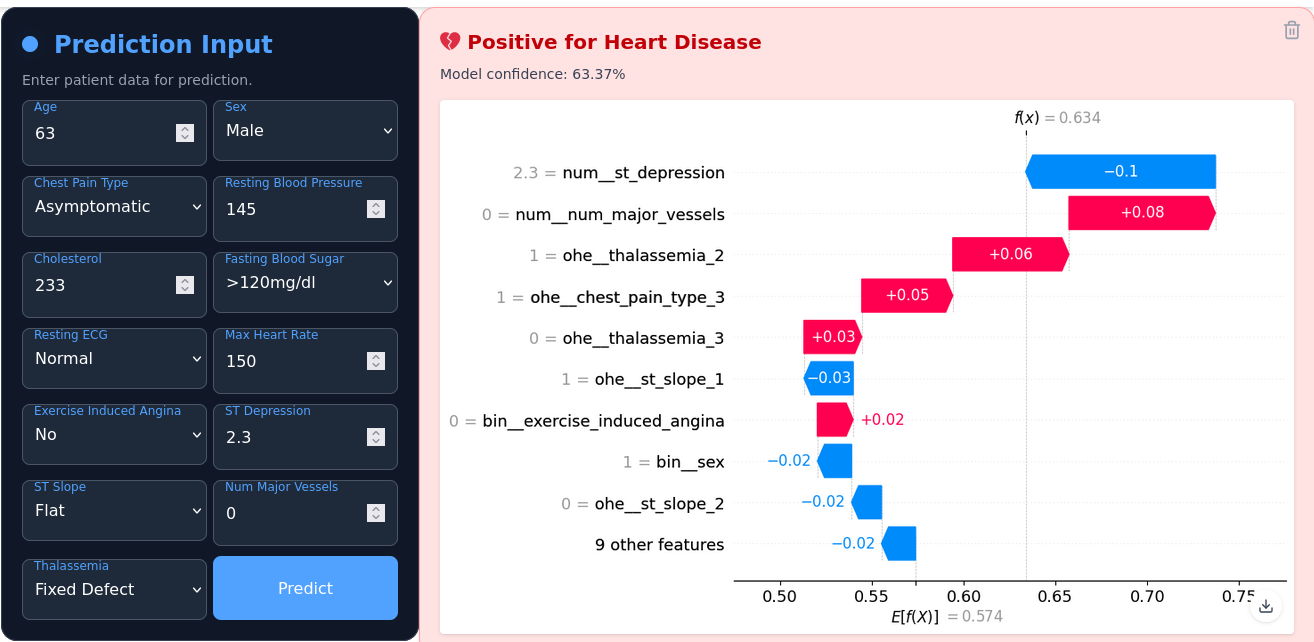 Prediction Input
Enter patient data for prediction.
Age
63
Sex
Male
Chest Pain Type
Asymptomatic
Resting Blood Pressure
145
Cholesterol
233
Fasting Blood Sugar
>120mg/dl
Resting ECG
Normal
Max Heart Rate
150
Exercise Induced Angina
No
ST Depression
2.3
ST Slope
Flat
Num Major Vessels
0
Thalassemia
Fixed Defect
Predict
Positive for Heart Disease
Model confidence: 63.37%
f(x) = 0.634
2.3 = num__st_depression
−0.1
0 = num__num_major_vessels
+0.08
1 = ohe__thalassemia_2
+0.06
1 = ohe__chest_pain_type_3
+0.05
0 = ohe__thalassemia_3
+0.03
1 = ohe__st_slope_1
−0.03
0 = bin__exercise_induced_angina
+0.02
1 = bin__sex
−0.02
0 = ohe__st_slope_2
−0.02
9 other features
−0.02
0.50 0.55 0.60 0.65 0.70 0.75
E[f(X)] = 0.574